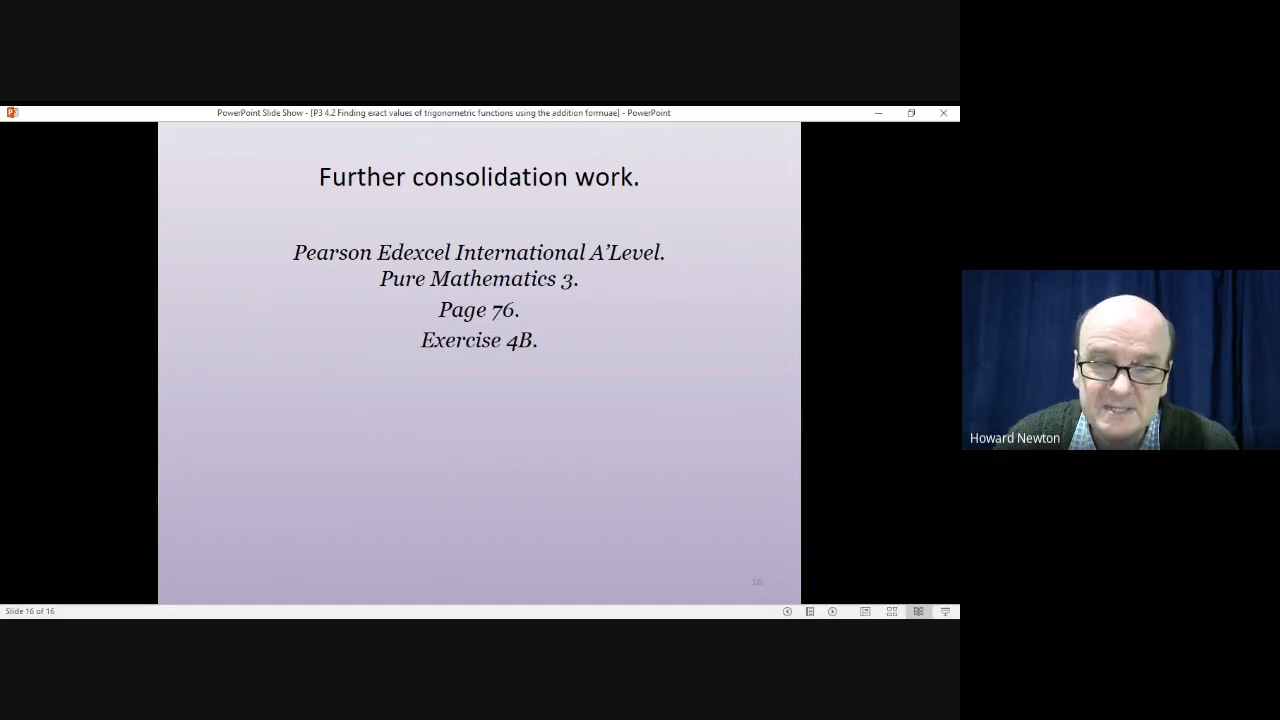 PowerPoint Slide Show - [P3 4.2 Finding exact values of trigonometric functions using the addition formuae] - PowerPoint
Further consolidation work.
Pearson Edexcel International A’Level.
Pure Mathematics 3.
Page 76.
Exercise 4B.
16
Slide 16 of 16
Howard Newton